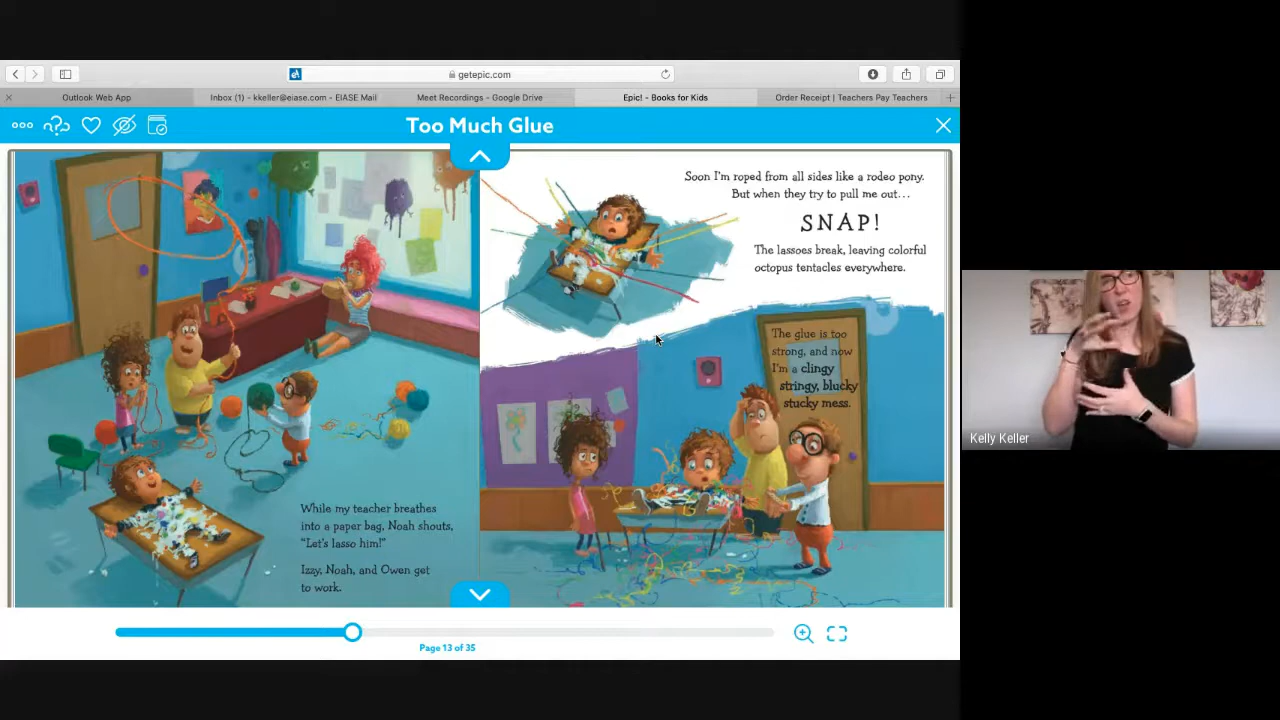 getepic.com
Outlook Web App
Inbox (1) - kkeller@eiase.com - EIASE Mail
Meet Recordings - Google Drive
Epic! - Books for Kids
Order Receipt | Teachers Pay Teachers
Too Much Glue
While my teacher breathes
into a paper bag, Noah shouts,
"Let's lasso him!"
Izzy, Noah, and Owen get
to work.
Soon I'm roped from all sides like a rodeo pony.
But when they try to pull me out...
SNAP!
The lassoes break, leaving colorful
octopus tentacles everywhere.
The glue is too
strong, and now
I'm a clingy
stringy, blucky
stucky mess.
Page 13 of 35
Kelly Keller